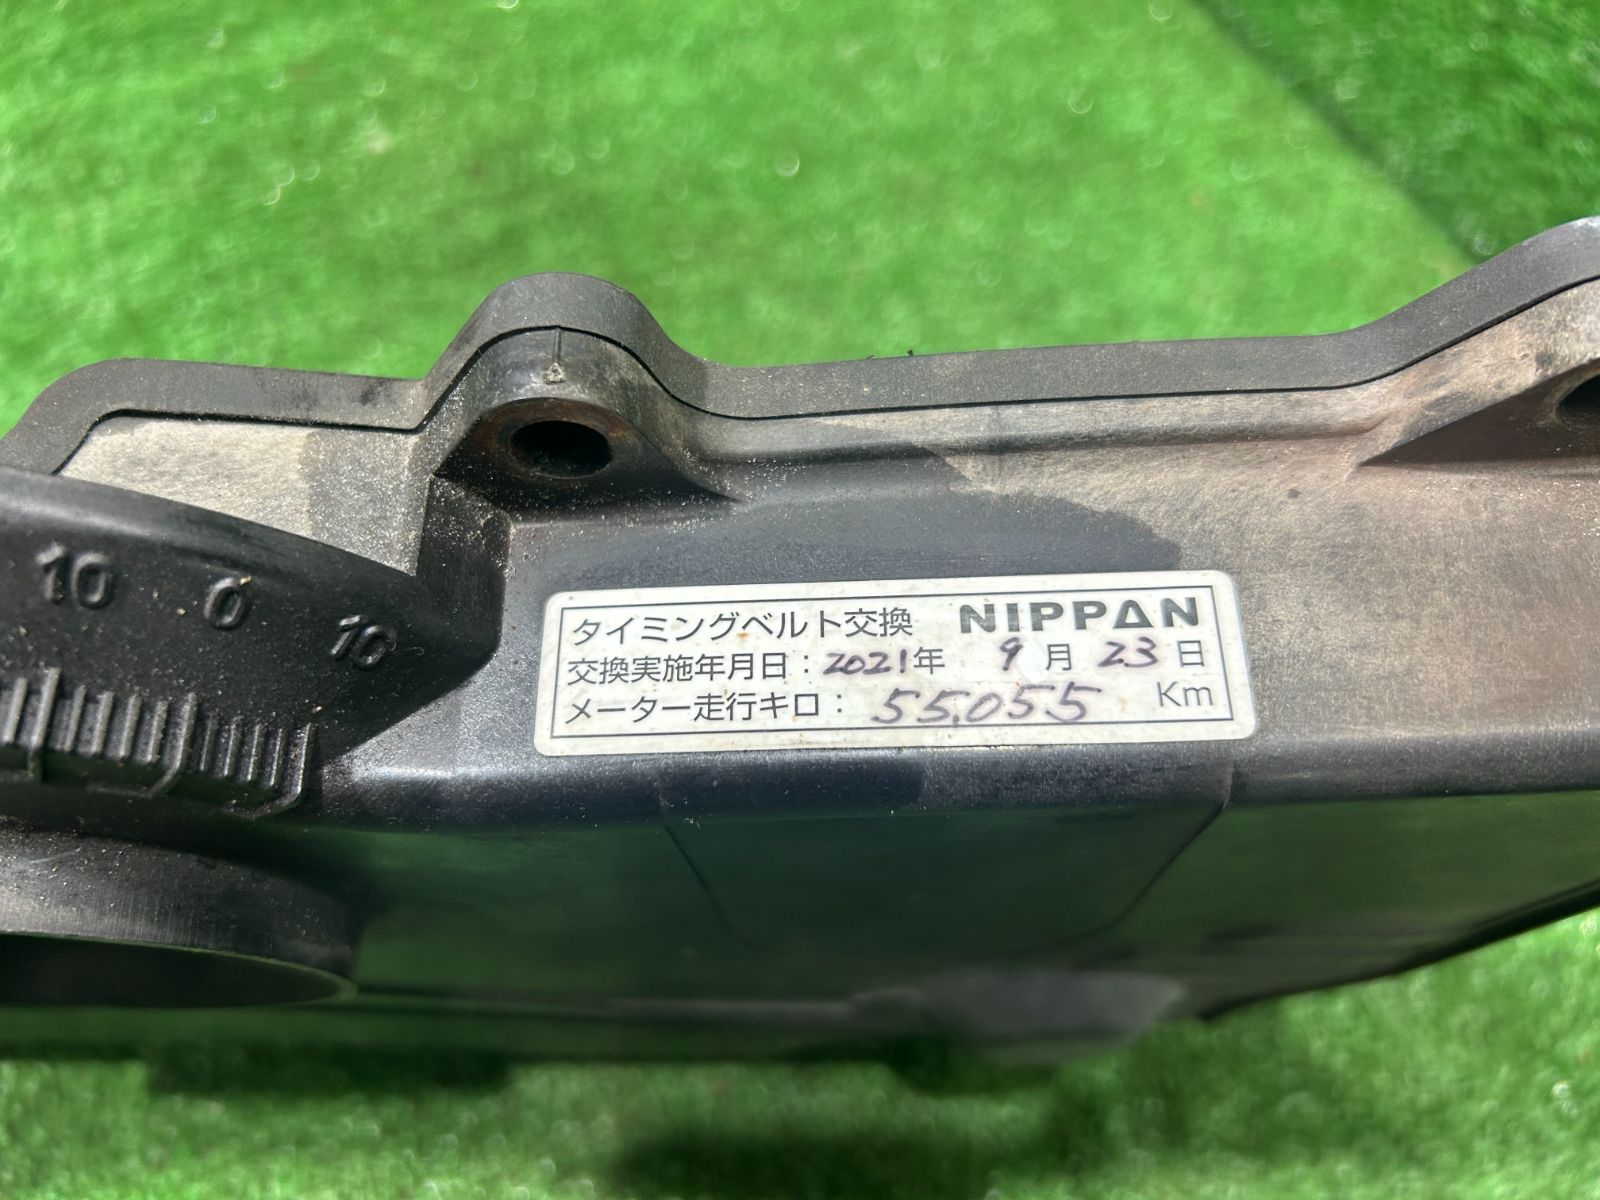 タイミングベルト交換 NIPPAN
交換実施年月日：2021年 9月 23日
メーター走行キロ： 55,055 Km
10 0 10